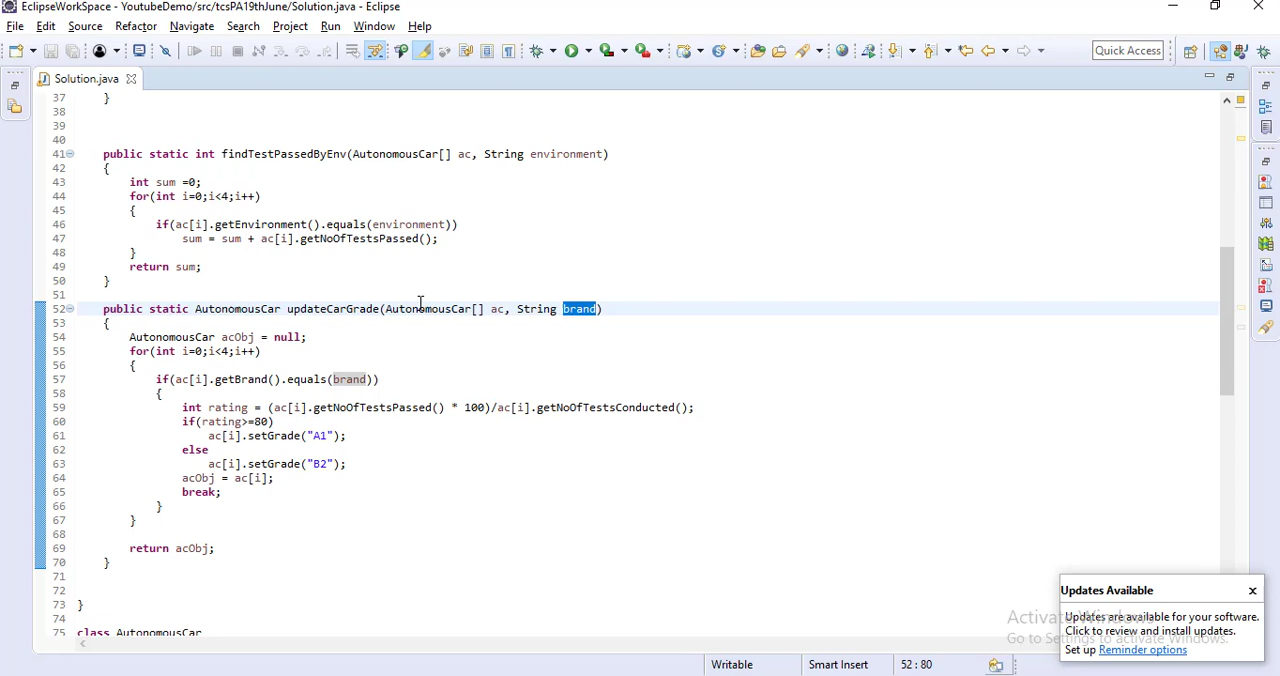 EclipseWorkSpace - YoutubeDemo/src/tcsPA19thJune/Solution.java - Eclipse
File Edit Source Refactor Navigate Search Project Run Window Help
Quick Access
Solution.java
37 }
38
39
40
41 public static int findTestPassedByEnv(AutonomousCar[] ac, String environment)
42 {
43 int sum =0;
44 for(int i=0;i<4;i++)
45 {
46 if(ac[i].getEnvironment().equals(environment))
47 sum = sum + ac[i].getNoOfTestsPassed();
48 }
49 return sum;
50 }
51
52 public static AutonomousCar updateCarGrade(AutonomousCar[] ac, String brand)
53 {
54 AutonomousCar acObj = null;
55 for(int i=0;i<4;i++)
56 {
57 if(ac[i].getBrand().equals(brand))
58 {
59 int rating = (ac[i].getNoOfTestsPassed() * 100)/ac[i].getNoOfTestsConducted();
60 if(rating>=80)
61 ac[i].setGrade("A1");
62 else
63 ac[i].setGrade("B2");
64 acObj = ac[i];
65 break;
66 }
67 }
68
69 return acObj;
70 }
71
72
73 }
74
75 class AutonomousCar
Updates Available
Updates are available for your software.
Click to review and install updates.
Set up Reminder options
Activate Windows
Go to Settings to activate Windows.
Writable Smart Insert 52 : 80